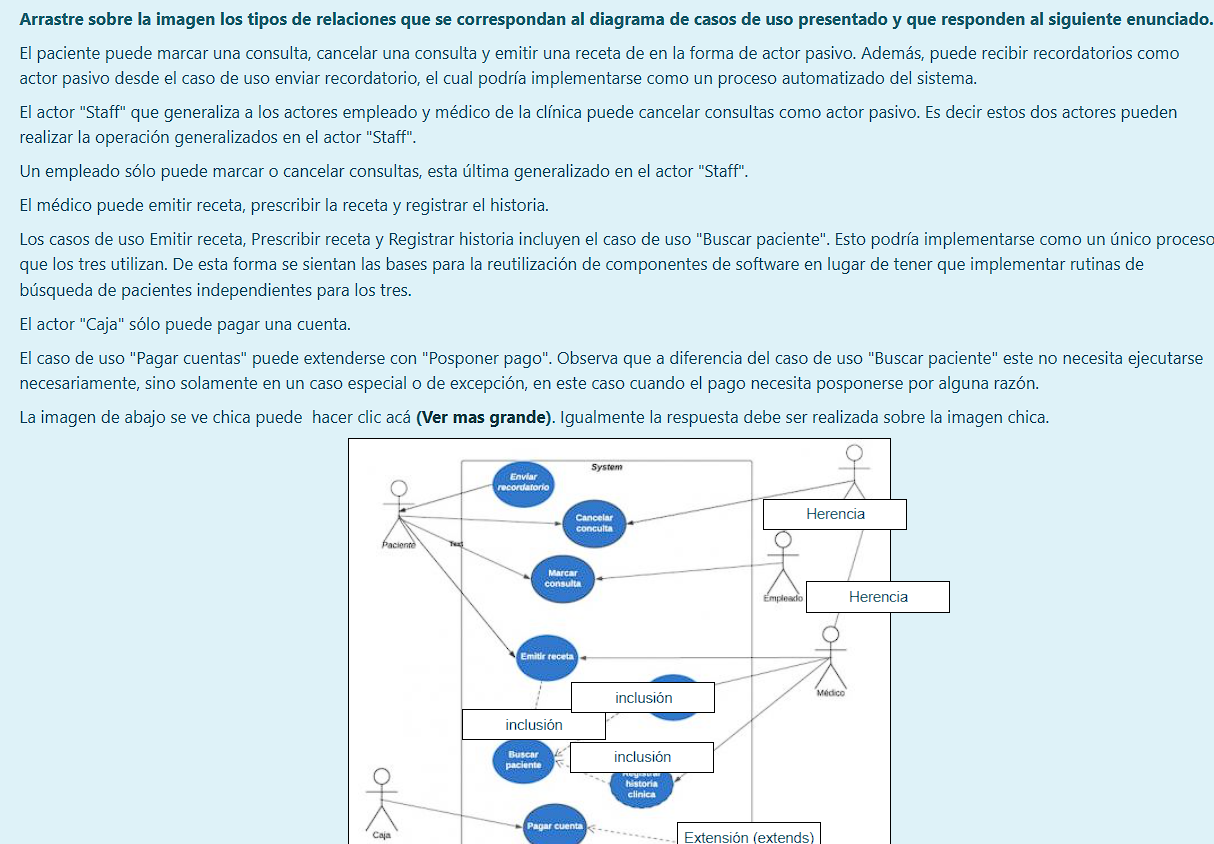 Arrastre sobre la imagen los tipos de relaciones que se correspondan al diagrama de casos de uso presentado y que responden al siguiente enunciado.
El paciente puede marcar una consulta, cancelar una consulta y emitir una receta de en la forma de actor pasivo. Además, puede recibir recordatorios como
actor pasivo desde el caso de uso enviar recordatorio, el cual podría implementarse como un proceso automatizado del sistema.
El actor "Staff" que generaliza a los actores empleado y médico de la clínica puede cancelar consultas como actor pasivo. Es decir estos dos actores pueden
realizar la operación generalizados en el actor "Staff".
Un empleado sólo puede marcar o cancelar consultas, esta última generalizado en el actor "Staff".
El médico puede emitir receta, prescribir la receta y registrar el historia.
Los casos de uso Emitir receta, Prescribir receta y Registrar historia incluyen el caso de uso "Buscar paciente". Esto podría implementarse como un único proceso
que los tres utilizan. De esta forma se sientan las bases para la reutilización de componentes de software en lugar de tener que implementar rutinas de
búsqueda de pacientes independientes para los tres.
El actor "Caja" sólo puede pagar una cuenta.
El caso de uso "Pagar cuentas" puede extenderse con "Posponer pago". Observa que a diferencia del caso de uso "Buscar paciente" este no necesita ejecutarse
necesariamente, sino solamente en un caso especial o de excepción, en este caso cuando el pago necesita posponerse por alguna razón.
La imagen de abajo se ve chica puede  hacer clic acá (Ver mas grande). Igualmente la respuesta debe ser realizada sobre la imagen chica.
System
Enviar
recordatorio
Cancelar
conculta
Herencia
Paciente
Text
Marcar
consulta
Empleado
Herencia
Emitir receta
Médico
inclusión
inclusión
Buscar
paciente
inclusión
Registrar
historia
clinica
Caja
Pagar cuenta
Extensión (extends)